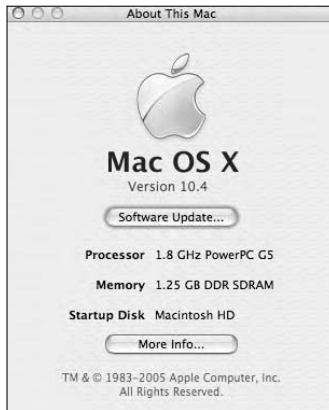 About This Mac
Mac OS X
Version 10.4
Software Update...
Processor 1.8 GHz PowerPC G5
Memory 1.25 GB DDR SDRAM
Startup Disk Macintosh HD
More Info...
TM & © 1983-2005 Apple Computer, Inc.
All Rights Reserved.